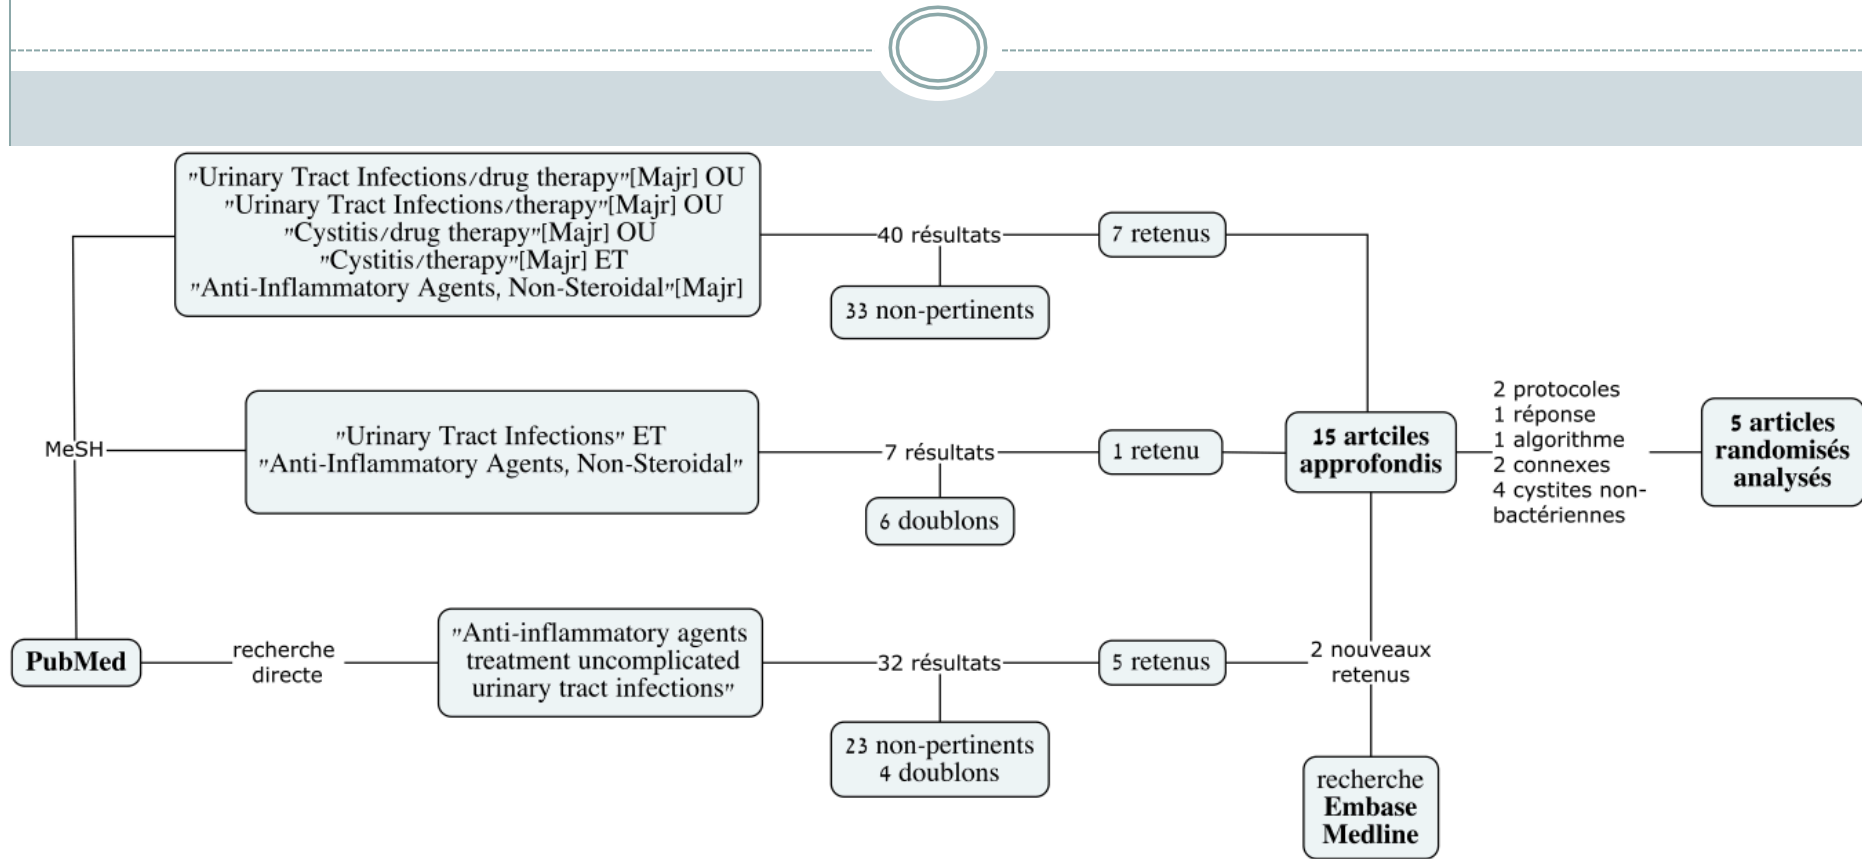 ”Urinary Tract Infections/drug therapy”[Majr] OU
”Urinary Tract Infections/therapy”[Majr] OU
”Cystitis/drug therapy”[Majr] OU
”Cystitis/therapy”[Majr] ET
”Anti-Inflammatory Agents, Non-Steroidal”[Majr]
40 résultats
7 retenus
33 non-pertinents
MeSH
”Urinary Tract Infections” ET
”Anti-Inflammatory Agents, Non-Steroidal”
7 résultats
1 retenu
6 doublons
15 artciles
approfondis
2 protocoles
1 réponse
1 algorithme
2 connexes
4 cystites non-
bactériennes
5 articles
randomisés
analysés
PubMed
recherche
directe
”Anti-inflammatory agents
treatment uncomplicated
urinary tract infections”
32 résultats
5 retenus
23 non-pertinents
4 doublons
2 nouveaux
retenus
recherche
Embase
Medline